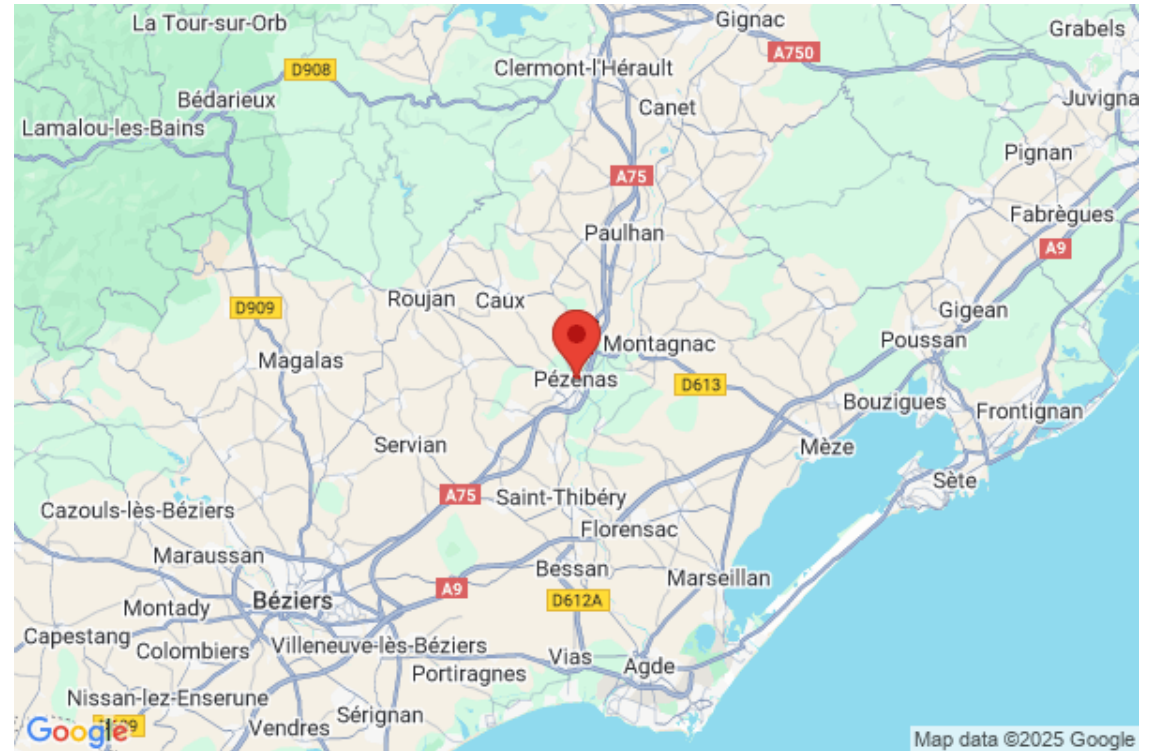 La Tour-sur-Orb
Gignac
Grabels
A750
D908
Clermont-l'Hérault
Bédarieux
Canet
Juvigna
Lamalou-les-Bains
Pignan
A75
Fabrègues
Paulhan
A9
Roujan
Caux
D909
Gigean
Montagnac
Poussan
Magalas
Pézenas
D613
Bouzigues
Frontignan
Servian
Mèze
Sète
A75
Saint-Thibéry
Cazouls-lès-Béziers
Florensac
Maraussan
Bessan
Marseillan
A9
Béziers
D612A
Montady
Capestang
Colombiers
Villeneuve-lès-Béziers
Vias
Agde
Portiragnes
Nissan-lez-Enserune
Sérignan
Vendres
Google
Map data ©2025 Google